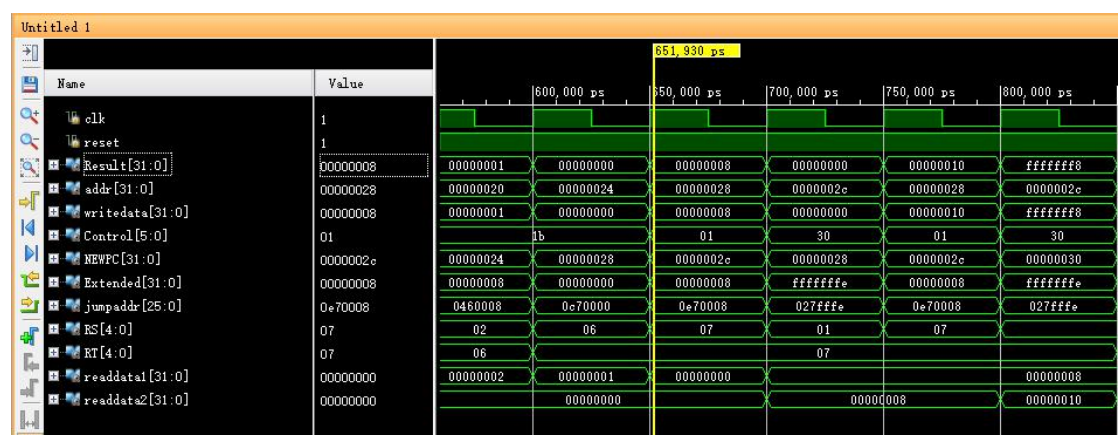 Untitled 1
651,930 ps
Name Value 600,000 ps 650,000 ps 700,000 ps 750,000 ps 800,000 ps
clk 1
reset 1
Result[31:0] 00000008 00000001 00000000 00000008 00000000 00000010 fffffff8
addr[31:0] 00000028 00000020 00000024 00000028 0000002c 00000028 0000002c
writedata[31:0] 00000008 00000001 00000000 00000008 00000000 00000010 fffffff8
Control[5:0] 01 1b 01 30 01 30
NEWPC[31:0] 0000002c 00000024 00000028 0000002c 00000028 0000002c 00000030
Extended[31:0] 00000008 00000008 00000000 00000008 fffffffe 00000008 fffffffe
jumpaddr[25:0] 0e70008 0460008 0c70000 0e70008 027fffe 0e70008 027fffe
RS[4:0] 07 02 06 07 01 07
RT[4:0] 07 06 07
readdata1[31:0] 00000000 00000002 00000001 00000000 00000008
readdata2[31:0] 00000000 00000000 00000008 00000010